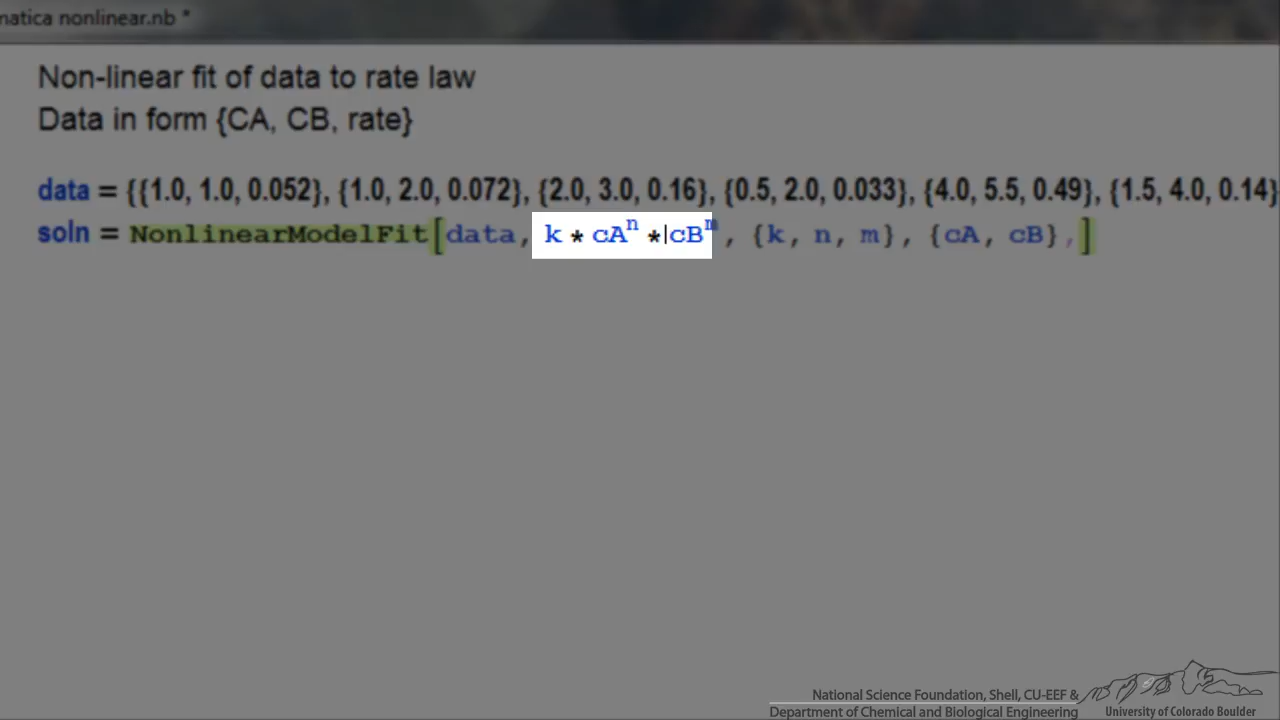 matica nonlinear.nb *
Non-linear fit of data to rate law
Data in form {CA, CB, rate}
data = {{1.0, 1.0, 0.052}, {1.0, 2.0, 0.072}, {2.0, 3.0, 0.16}, {0.5, 2.0, 0.033}, {4.0, 5.5, 0.49}, {1.5, 4.0, 0.14}
soln = NonlinearModelFit[data, k * cAⁿ * cBᵐ, {k, n, m}, {cA, cB},]
National Science Foundation, Shell, CU-EEF &
Department of Chemical and Biological Engineering
University of Colorado Boulder